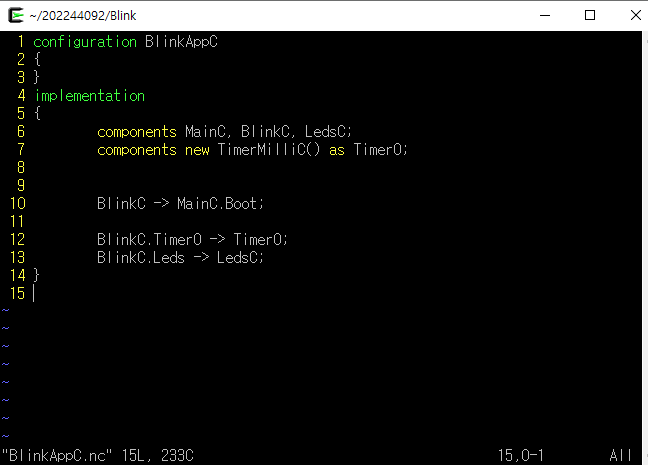 ~/202244092/Blink
1 configuration BlinkAppC
2 {
3 }
4 implementation
5 {
6 components MainC, BlinkC, LedsC;
7 components new TimerMilliC() as Timer0;
8
9
10 BlinkC -> MainC.Boot;
11
12 BlinkC.Timer0 -> Timer0;
13 BlinkC.Leds -> LedsC;
14 }
15
~
~
~
~
~
~
~
~
"BlinkAppC.nc" 15L, 233C 15,0-1 All